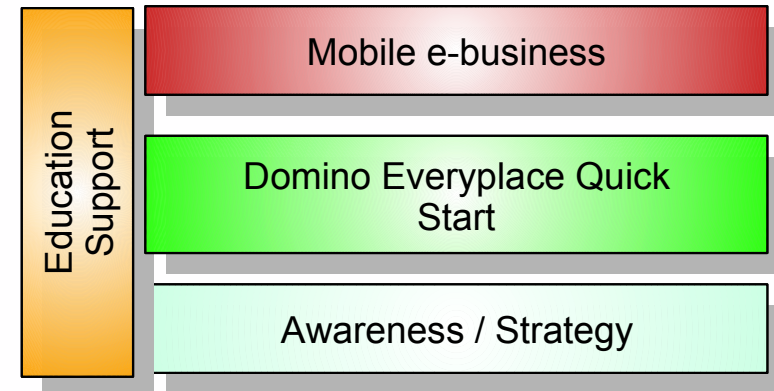 Education
Support
Mobile e-business
Domino Everyplace Quick
Start
Awareness / Strategy